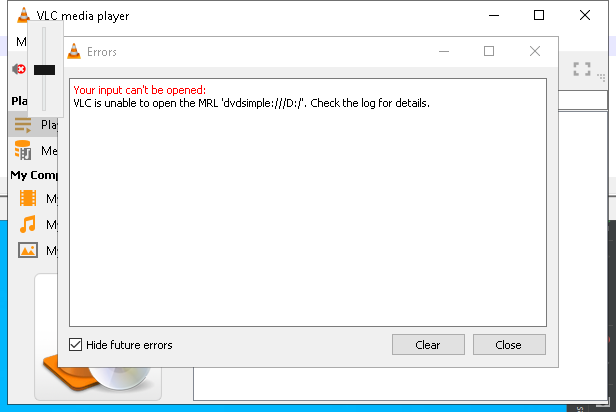 VLC media player
M
Errors
Your input can't be opened:
VLC is unable to open the MRL 'dvdsimple:///D:/'. Check the log for details.
Pla
Play
Me
My Comp
My
My
My
Hide future errors
Clear
Close